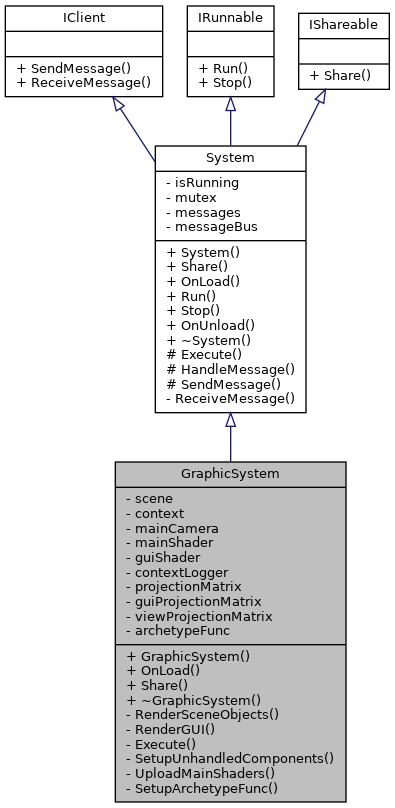 IClient
+ SendMessage()
+ ReceiveMessage()
IRunnable
+ Run()
+ Stop()
IShareable
+ Share()
System
- isRunning
- mutex
- messages
- messageBus
+ System()
+ Share()
+ OnLoad()
+ Run()
+ Stop()
+ OnUnload()
+ ~System()
# Execute()
# HandleMessage()
# SendMessage()
- ReceiveMessage()
GraphicSystem
- scene
- context
- mainCamera
- mainShader
- guiShader
- contextLogger
- projectionMatrix
- guiProjectionMatrix
- viewProjectionMatrix
- archetypeFunc
+ GraphicSystem()
+ OnLoad()
+ Share()
+ ~GraphicSystem()
- RenderSceneObjects()
- RenderGUI()
- Execute()
- SetupUnhandledComponents()
- UploadMainShaders()
- SetupArchetypeFunc()